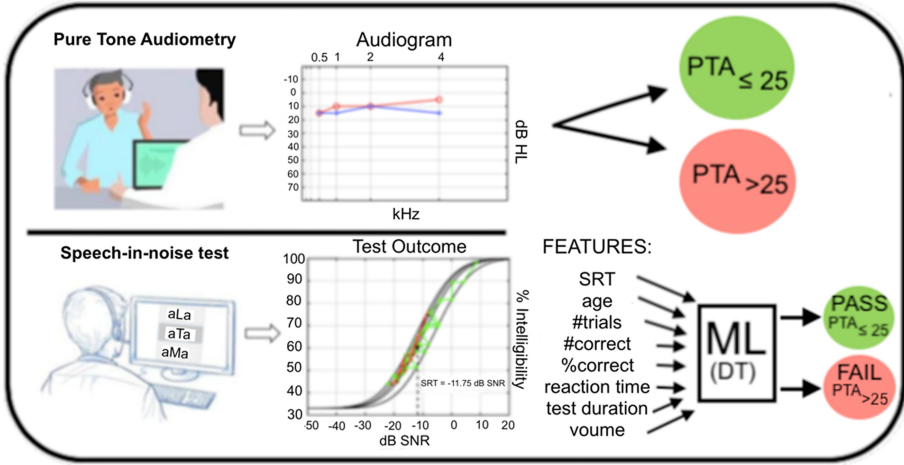 Pure Tone Audiometry
Audiogram
0.5 1 2 4
-10
0
10
20
30
40
50
60
70
dB HL
kHz
PTA ≤ 25
PTA >25
Speech-in-noise test
aLa
aTa
aMa
Test Outcome
100
90
80
70
60
50
40
30
-50 -40 -30 -20 -10 0 10 20
dB SNR
% Intelligibility
SRT = -11.75 dB SNR
FEATURES:
SRT
age
#trials
#correct
%correct
reaction time
test duration
voume
ML
(DT)
PASS
PTA ≤ 25
FAIL
PTA >25